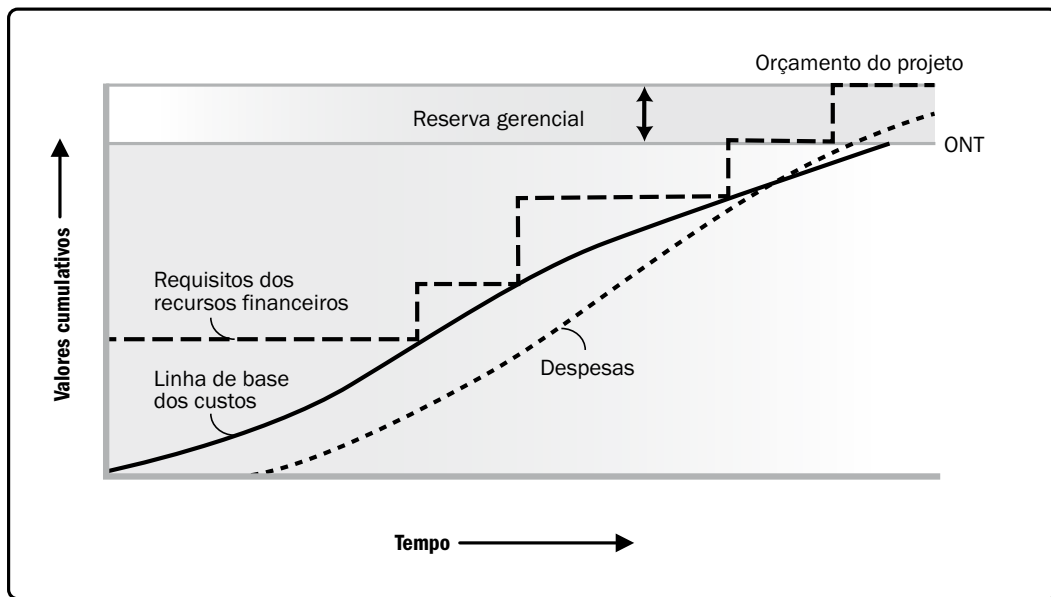 Orçamento do projeto
Reserva gerencial
ONT
Valores cumulativos
Requisitos dos
recursos financeiros
Despesas
Linha de base
dos custos
Tempo